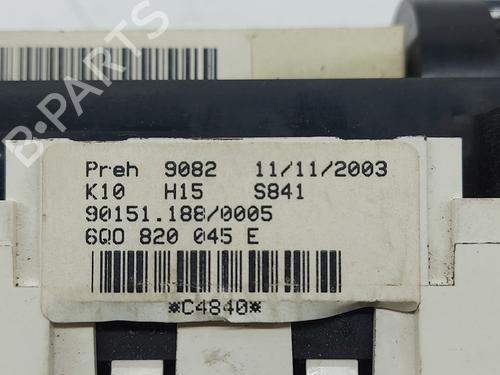 B-PARTS
Preh 9082 11/11/2003
K10 H15 S841
90151.188/0005
6Q0 820 045 E
*C4840*